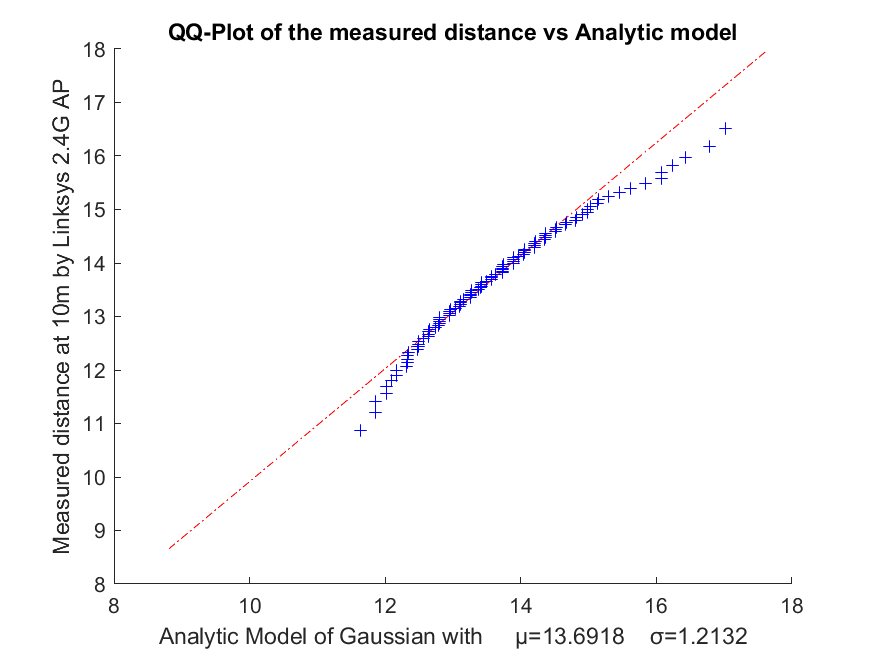 QQ-Plot of the measured distance vs Analytic model
Measured distance at 10m by Linksys 2.4G AP
18
17
16
15
14
13
12
11
10
9
8
8 10 12 14 16 18
Analytic Model of Gaussian with μ=13.6918 σ=1.2132